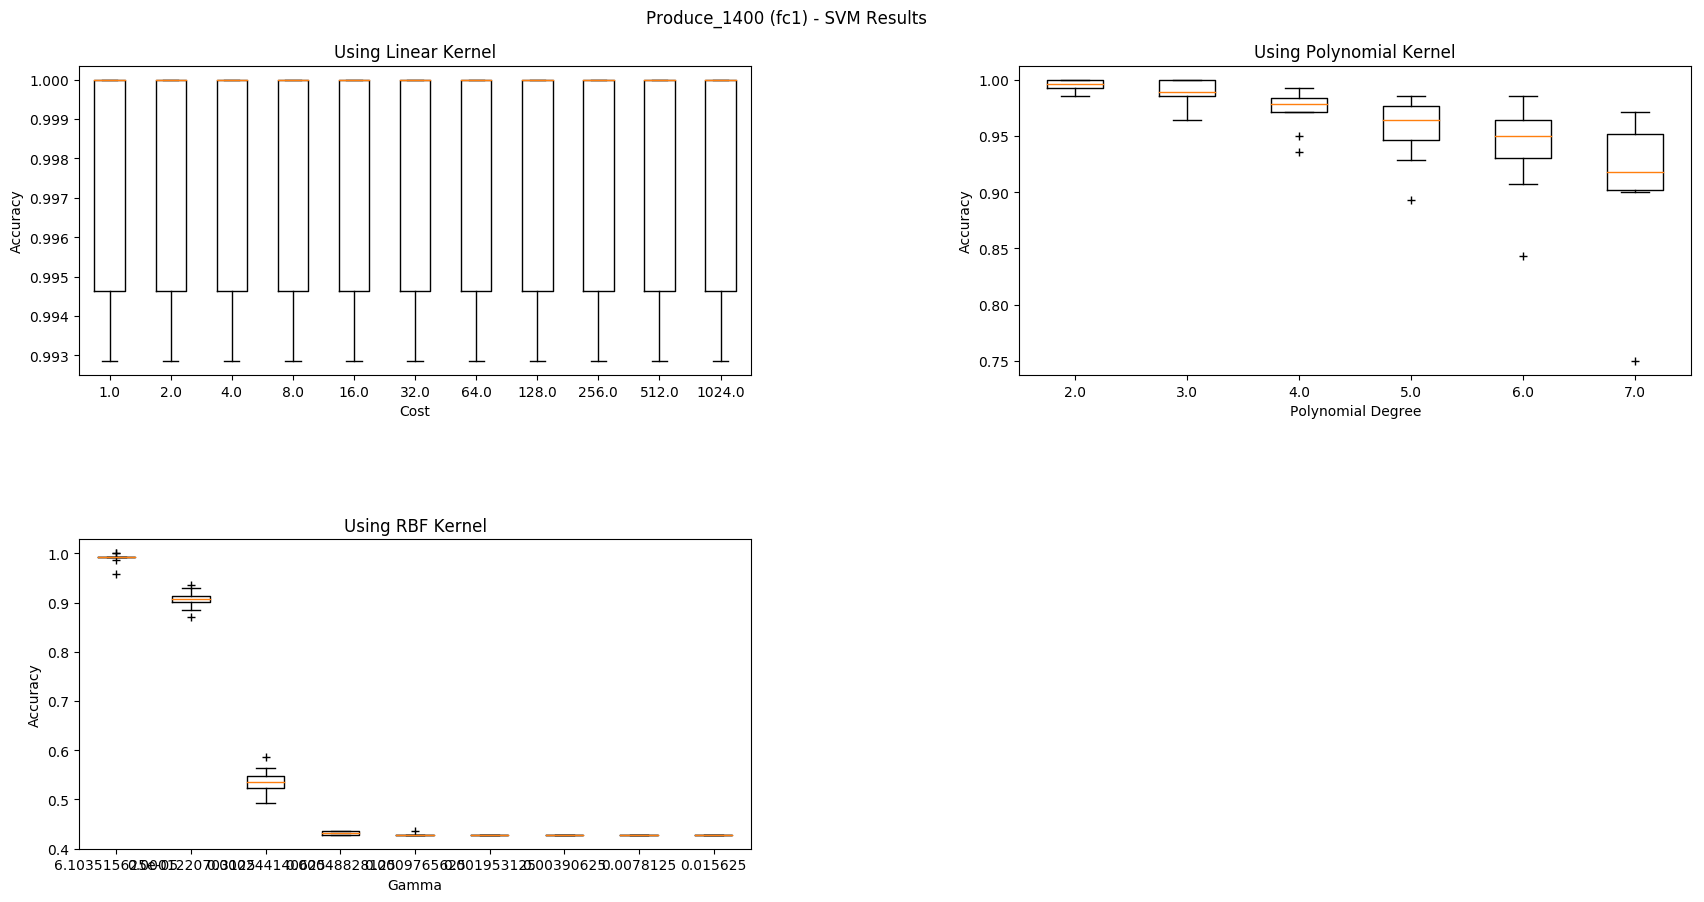 Produce_1400 (fc1) - SVM Results
Using Linear Kernel
1.000
0.999
0.998
0.997
0.996
0.995
0.994
0.993
Accuracy
1.0 2.0 4.0 8.0 16.0 32.0 64.0 128.0 256.0 512.0 1024.0
Cost
Using Polynomial Kernel
1.00
0.95
0.90
0.85
0.80
0.75
Accuracy
2.0 3.0 4.0 5.0 6.0 7.0
Polynomial Degree
Using RBF Kernel
1.0
0.9
0.8
0.7
0.6
0.5
0.4
Accuracy
0.0078125 0.015625
Gamma